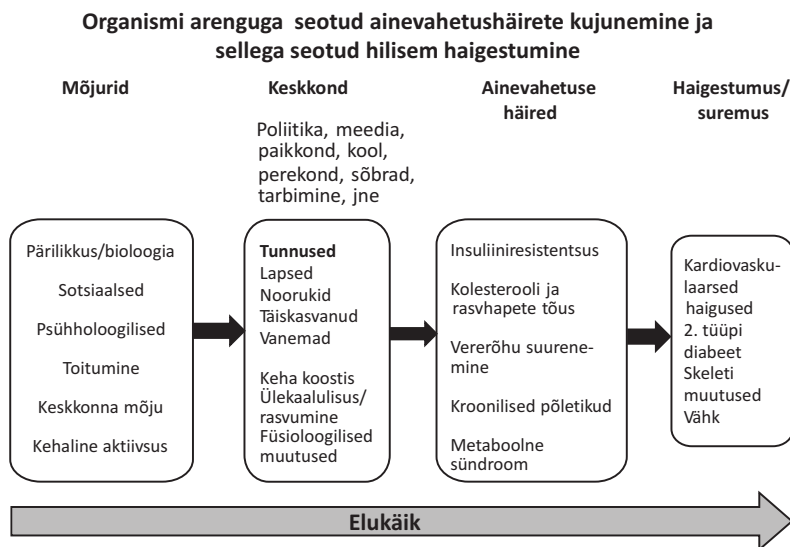 Organismi arenguga seotud ainevahetushäirete kujunemine ja
sellega seotud hilisem haigestumine
Mõjurid
Keskkond
Ainevahetuse
häired
Haigestumus/
suremus
Poliitika, meedia,
paikkond, kool,
perekond, sõbrad,
tarbimine, jne
Pärilikkus/bioloogia
Sotsiaalsed
Psühholoogilised
Toitumine
Keskkonna mõju
Kehaline aktiivsus
Tunnused
Lapsed
Noorukid
Täiskasvanud
Vanemad
Keha koostis
Ülekaalulisus/
rasvumine
Füsioloogilised
muutused
Insuliiniresistentsus
Kolesterooli ja
rasvhapete tõus
Vererõhu suurene-
mine
Kroonilised põletikud
Metaboolne
sündroom
Kardiovasku-
laarsed
haigused
2. tüüpi
diabeet
Skeleti
muutused
Vähk
Elukäik